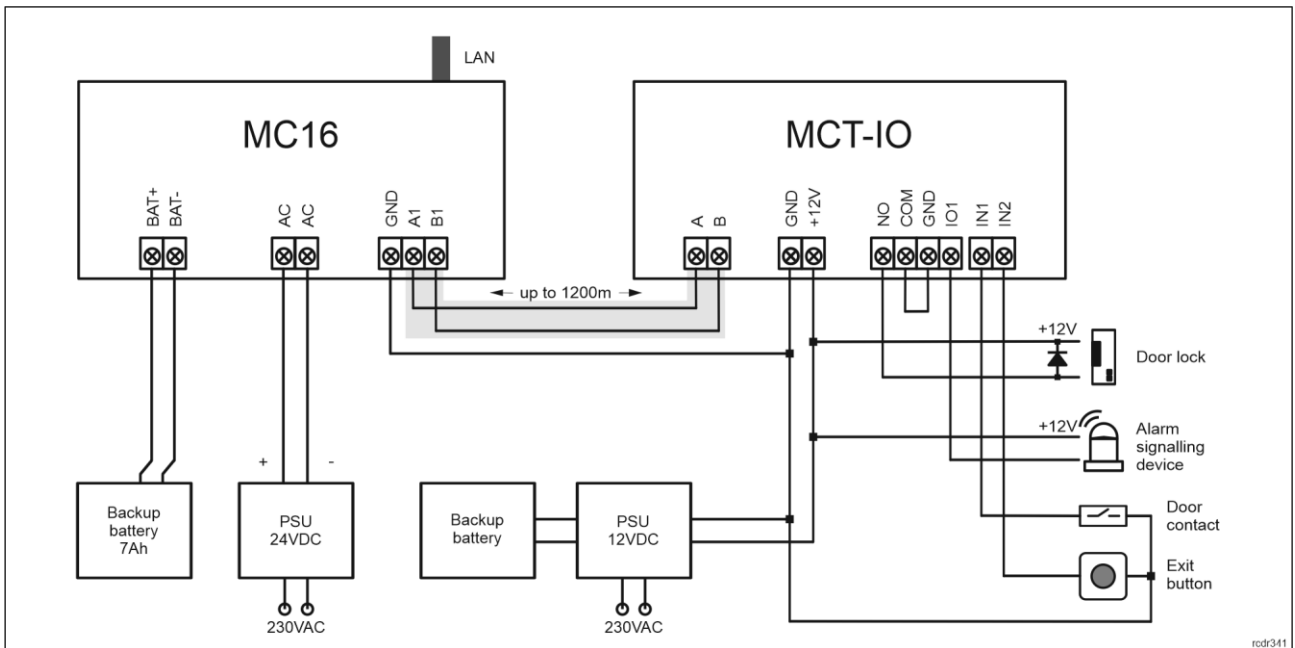 LAN
MC16
MCT-IO
BAT+
BAT-
AC
AC
GND
A1
B1
A
B
GND
+12V
NO
COM
GND
IO1
IN1
IN2
up to 1200m
+12V
Door lock
+12V
Alarm
signalling
device
+
-
Backup
battery
7Ah
PSU
24VDC
Backup
battery
PSU
12VDC
Door
contact
Exit
button
230VAC
230VAC
rcdr341